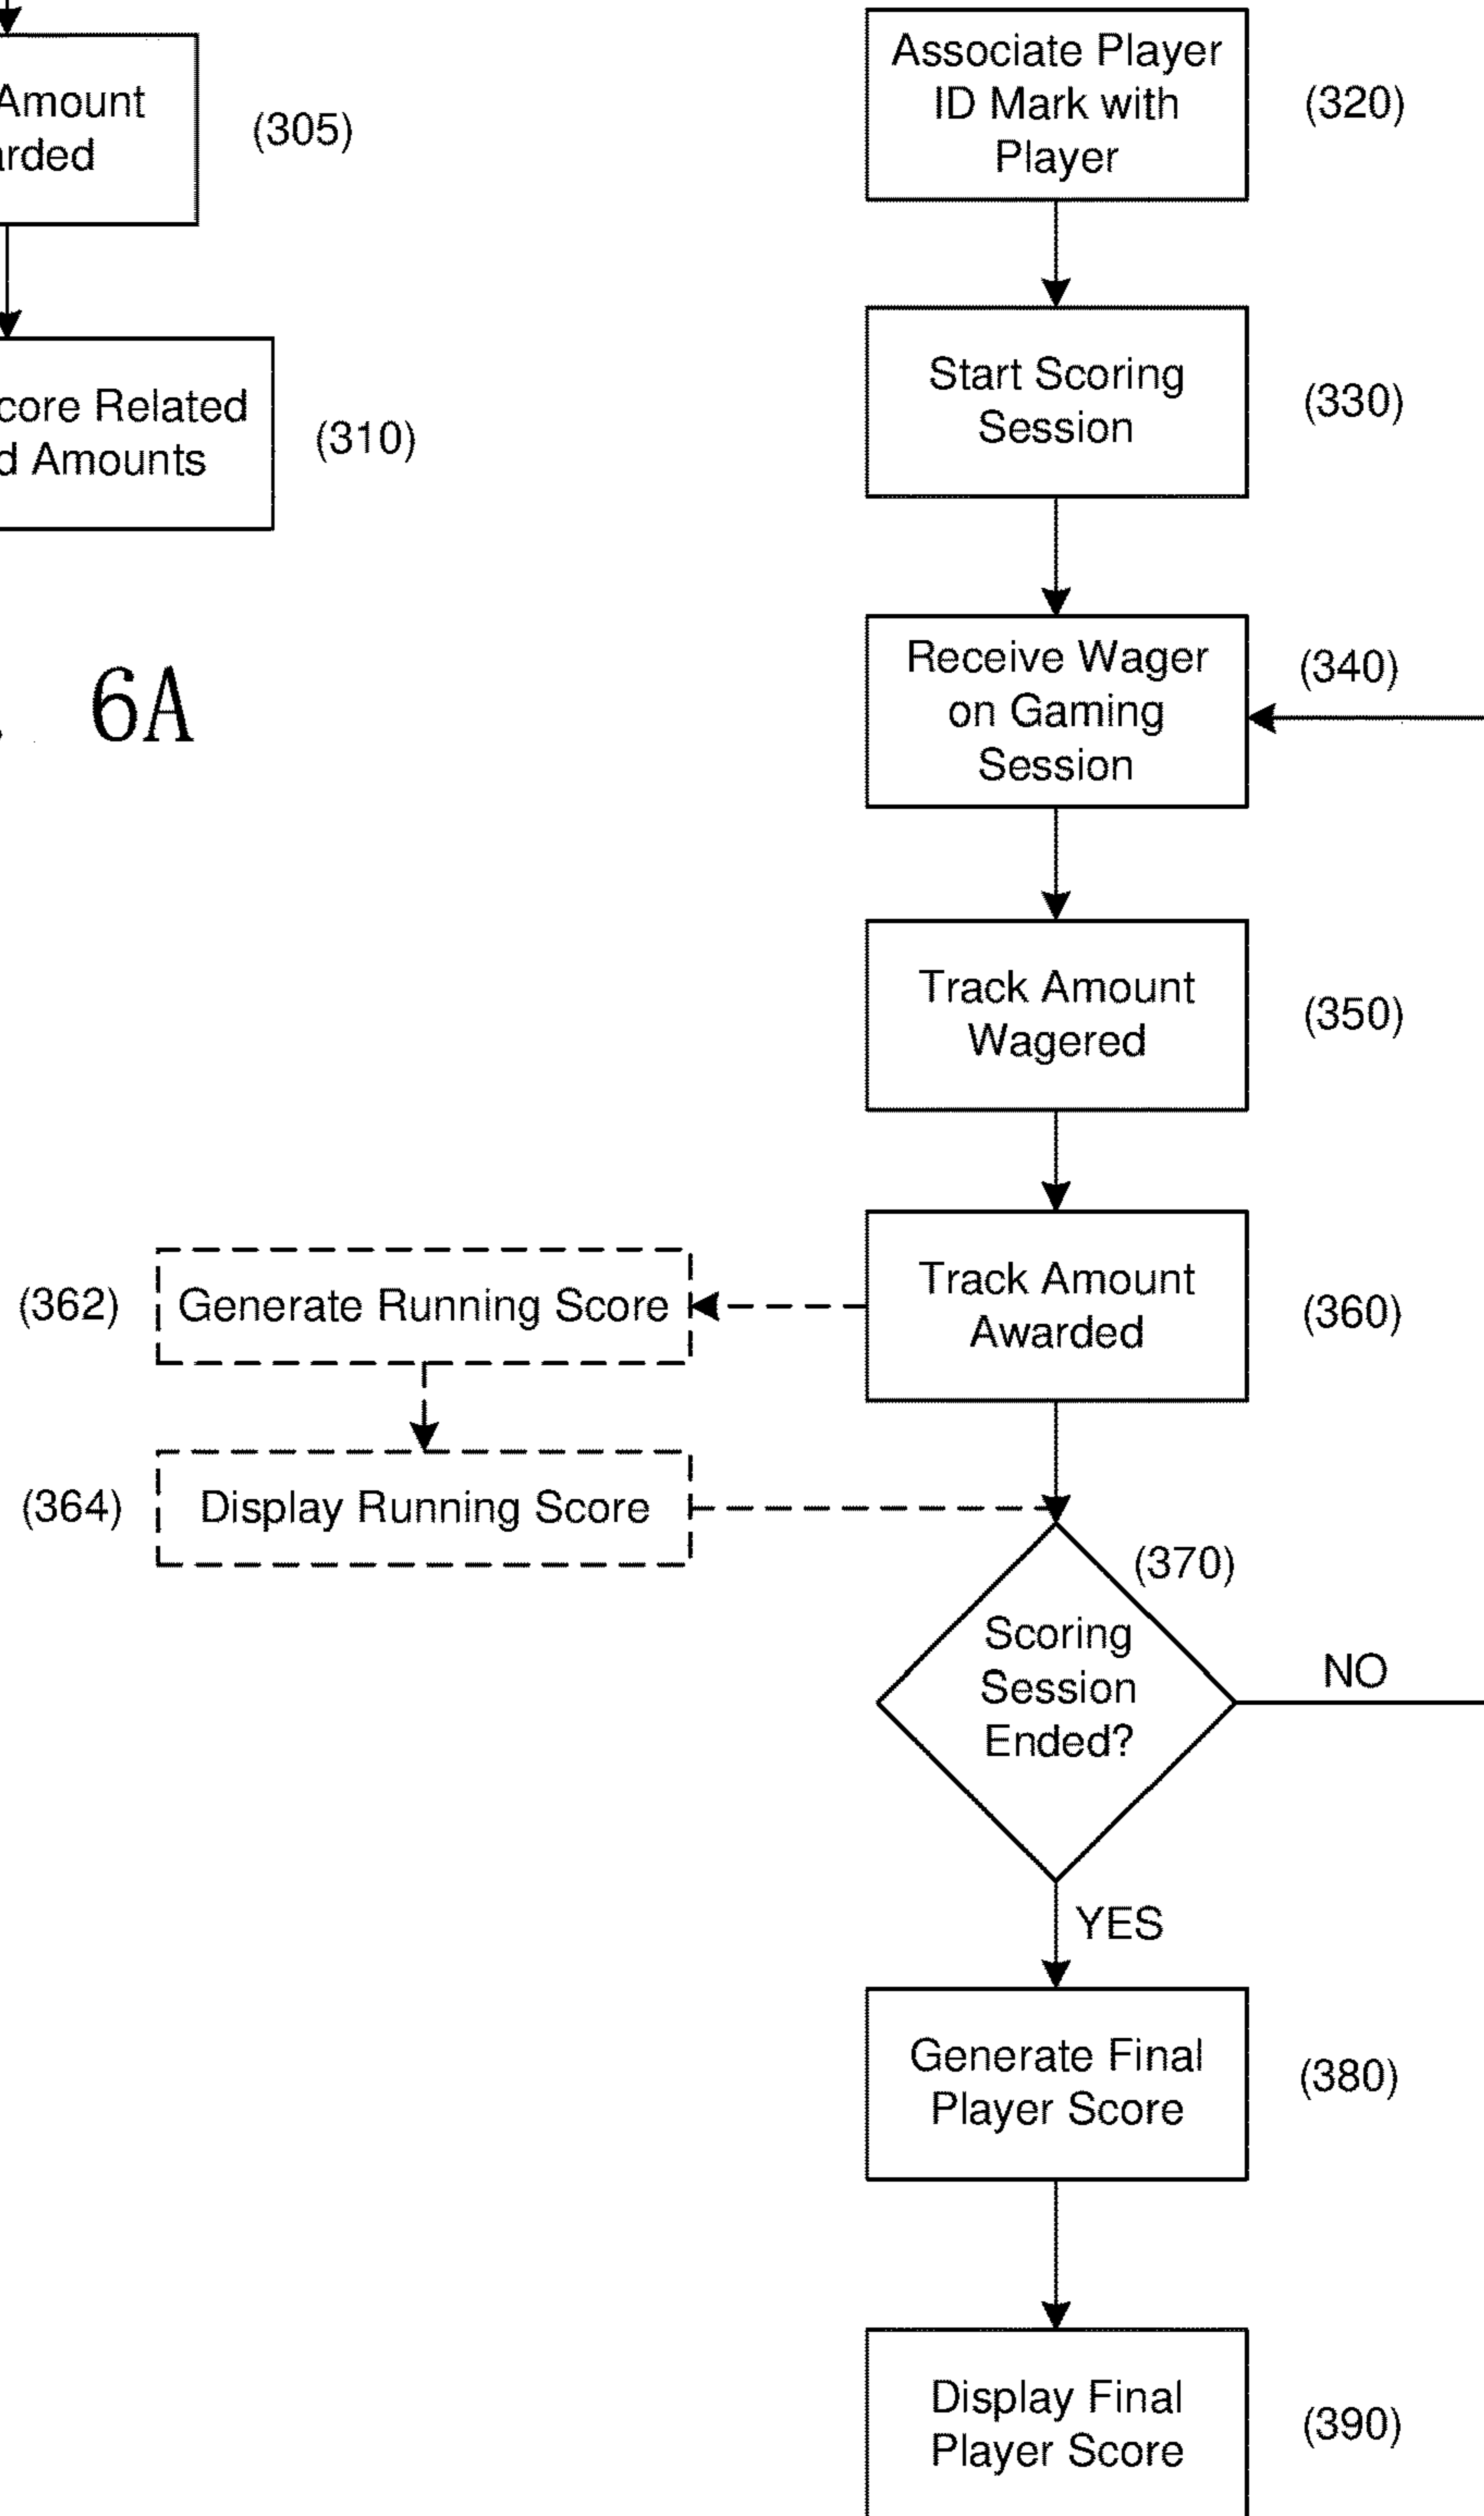 Amount
(305)
Related
(310)
Amounts
6A
Associate Player
ID Mark with
Player
(320)
Start Scoring
Session
(330)
Receive Wager
on Gaming
Session
(340)
Track Amount
Wagered
(350)
Track Amount
Awarded
(360)
(362)
Generate Running Score
(364)
Display Running Score
(370)
Scoring
Session
Ended?
NO
YES
Generate Final
Player Score
(380)
Display Final
Player Score
(390)